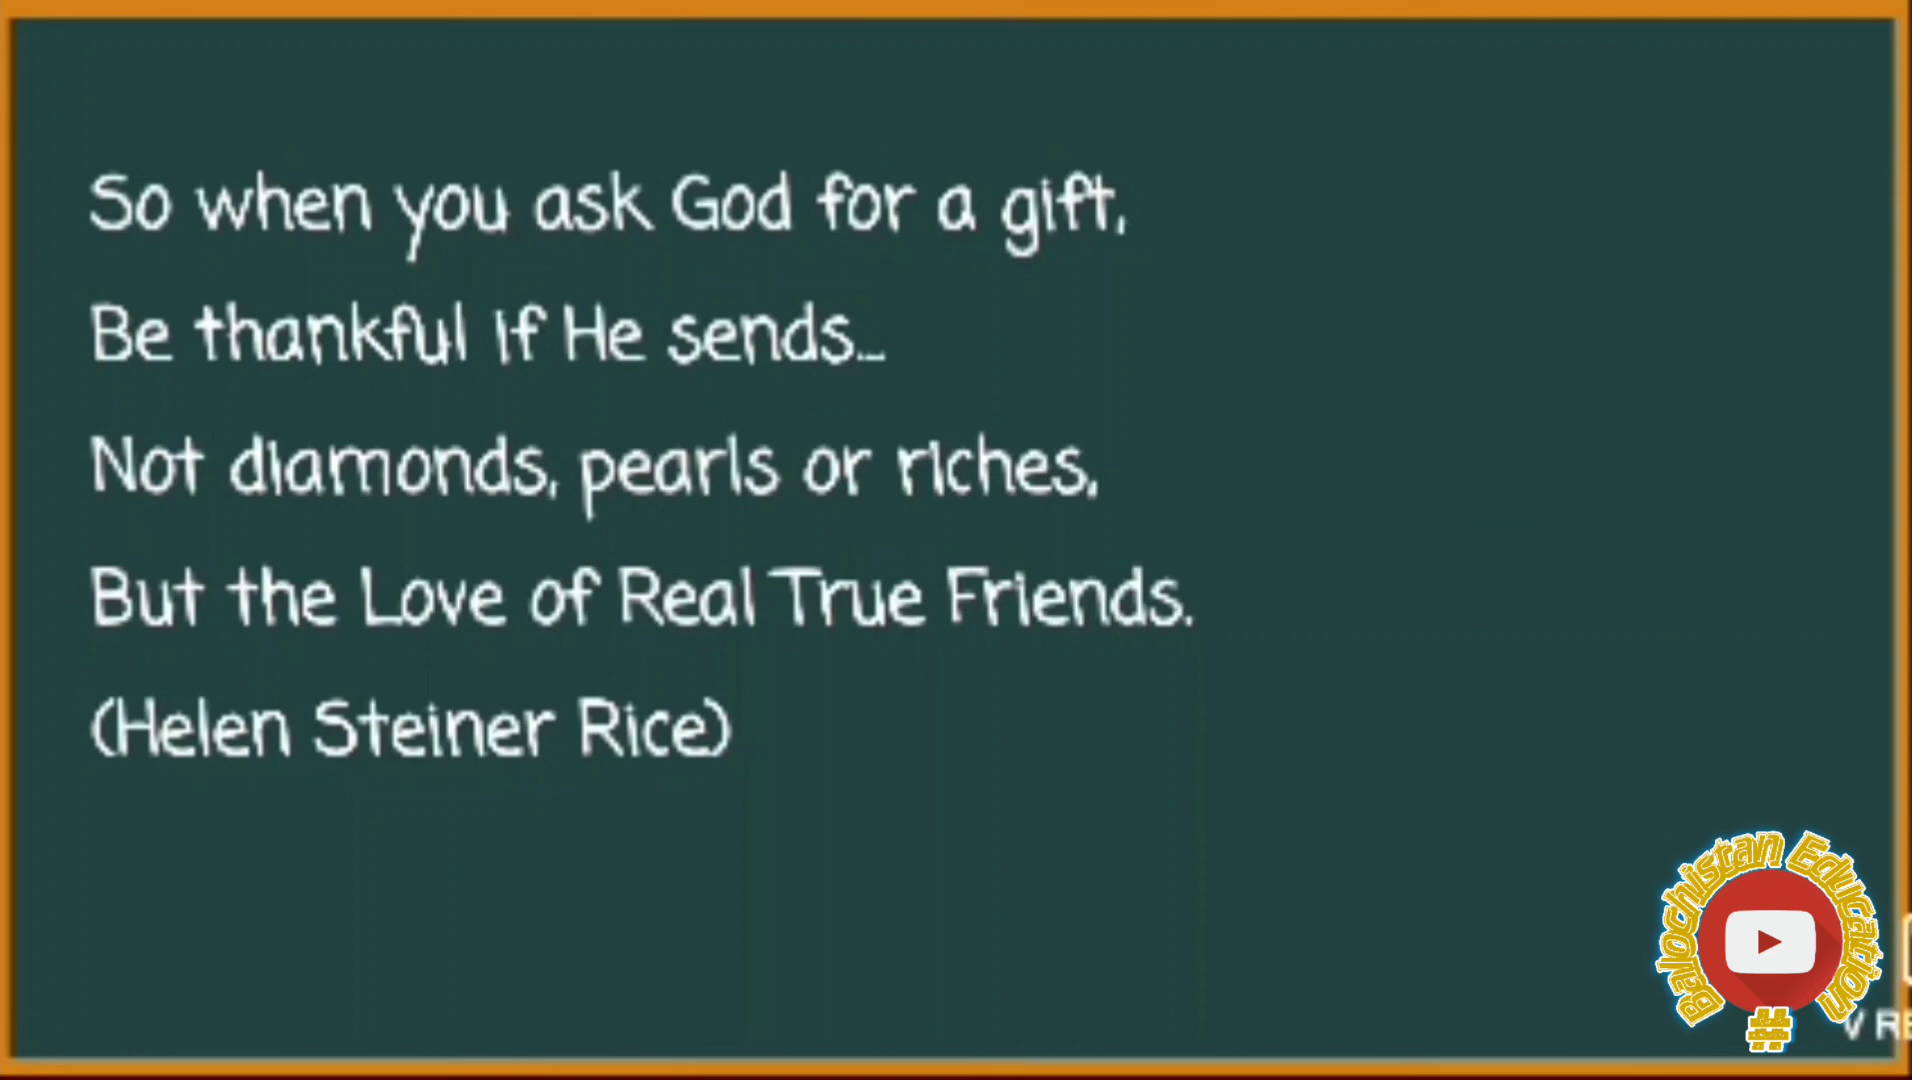 So when you ask God for a gift,
Be thankful if He sends...
Not diamonds, pearls or riches,
But the Love of Real True Friends.
(Helen Steiner Rice)
Balochistan Education
#
V RE